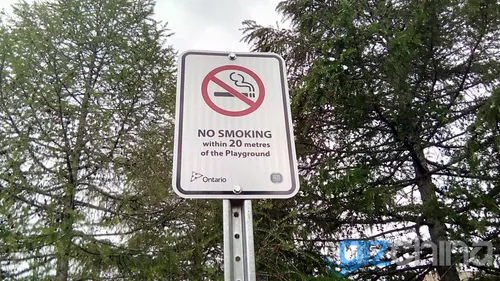 NO SMOKING
within 20 metres
of the Playground
Ontario